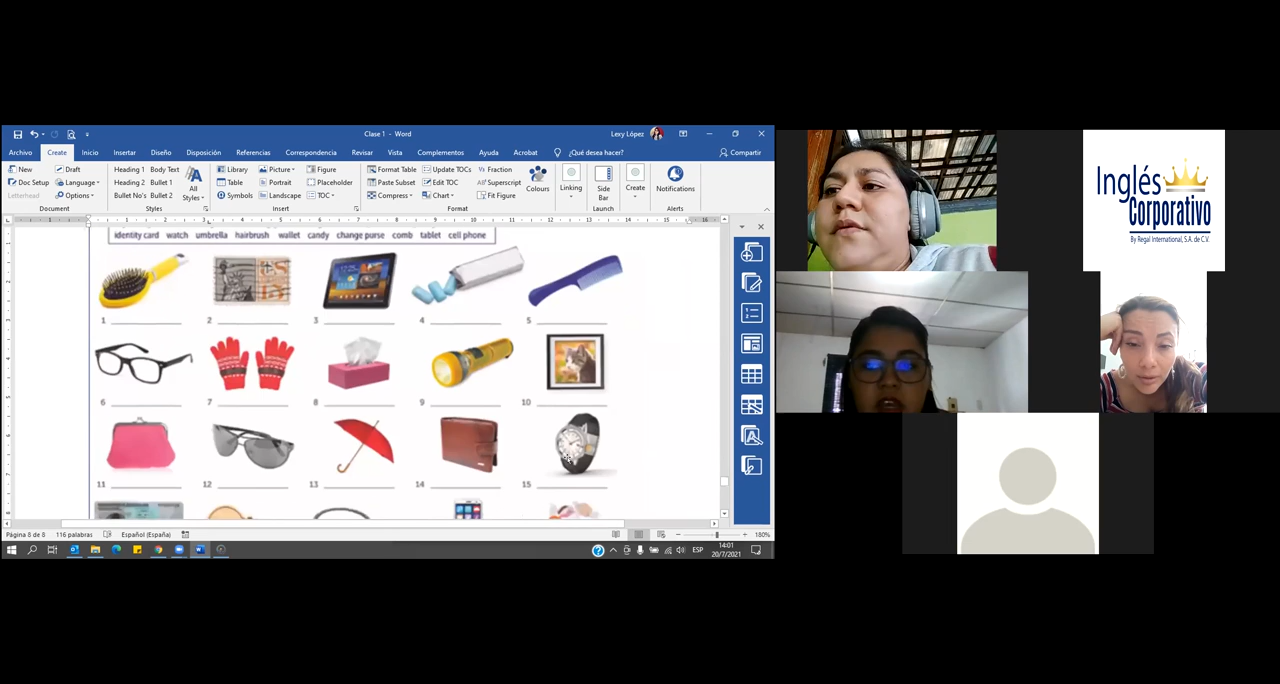 Clase 1 - Word
Lexy López
Archivo Create Inicio Insertar Diseño Disposición Referencias Correspondencia Revisar Vista Complementos Ayuda Acrobat ¿Qué desea hacer? Compartir
New Draft Heading 1 Body Text Library Picture Figure Format Table Update TOCs Fraction
Doc Setup Language Heading 2 Bullet 1 Table Portrait Placeholder Paste Subset Edit TOC Superscript
Letterhead Options Bullet No's Bullet 2 All Styles Symbols Landscape TOC Compress Chart Fit Figure Colours Linking Side Bar Create Notifications
Document Styles Insert Format Launch Alerts
identity card watch umbrella hairbrush wallet candy change purse comb tablet cell phone
1 2 3 4 5
6 7 8 9 10
11 12 13 14 15
Página 8 de 8 116 palabras Español (España) 180%
ESP 14:01
20/7/2021
Inglés
Corporativo
By Regal International, S.A. de C.V.